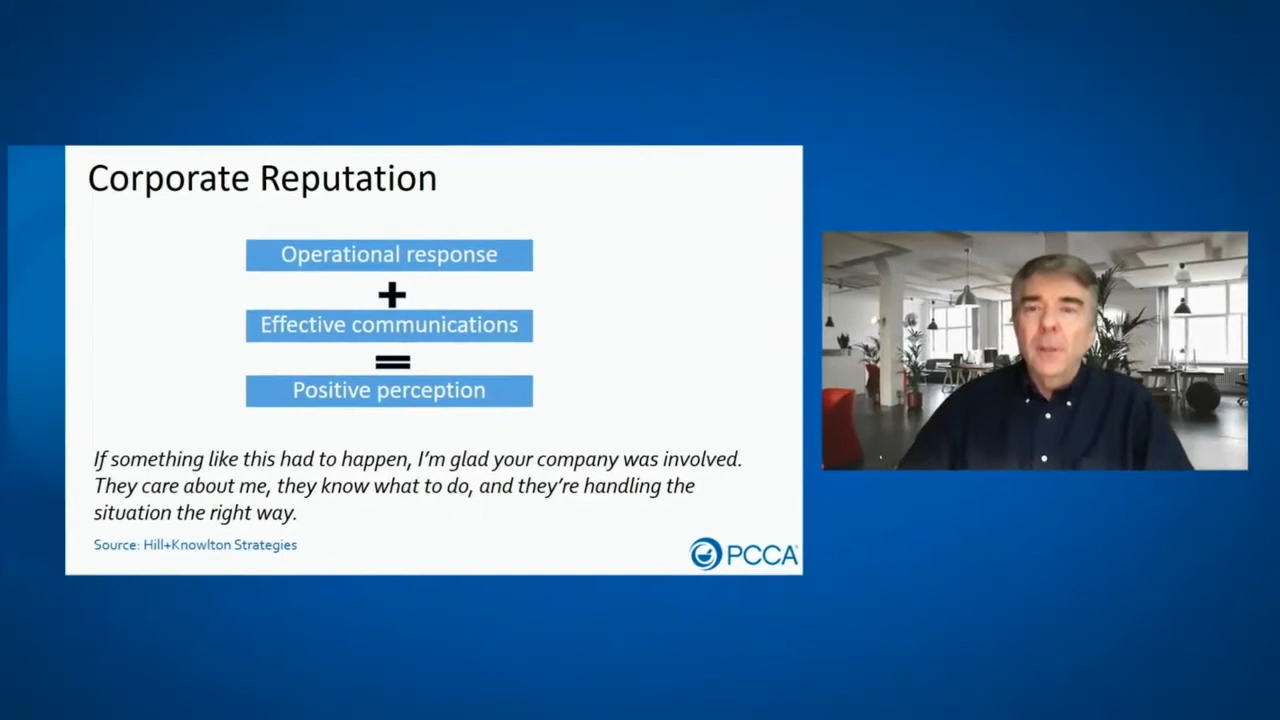 Corporate Reputation
Operational response
+
Effective communications
=
Positive perception
If something like this had to happen, I'm glad your company was involved.
They care about me, they know what to do, and they're handling the
situation the right way.
Source: Hill+Knowlton Strategies
PCCA